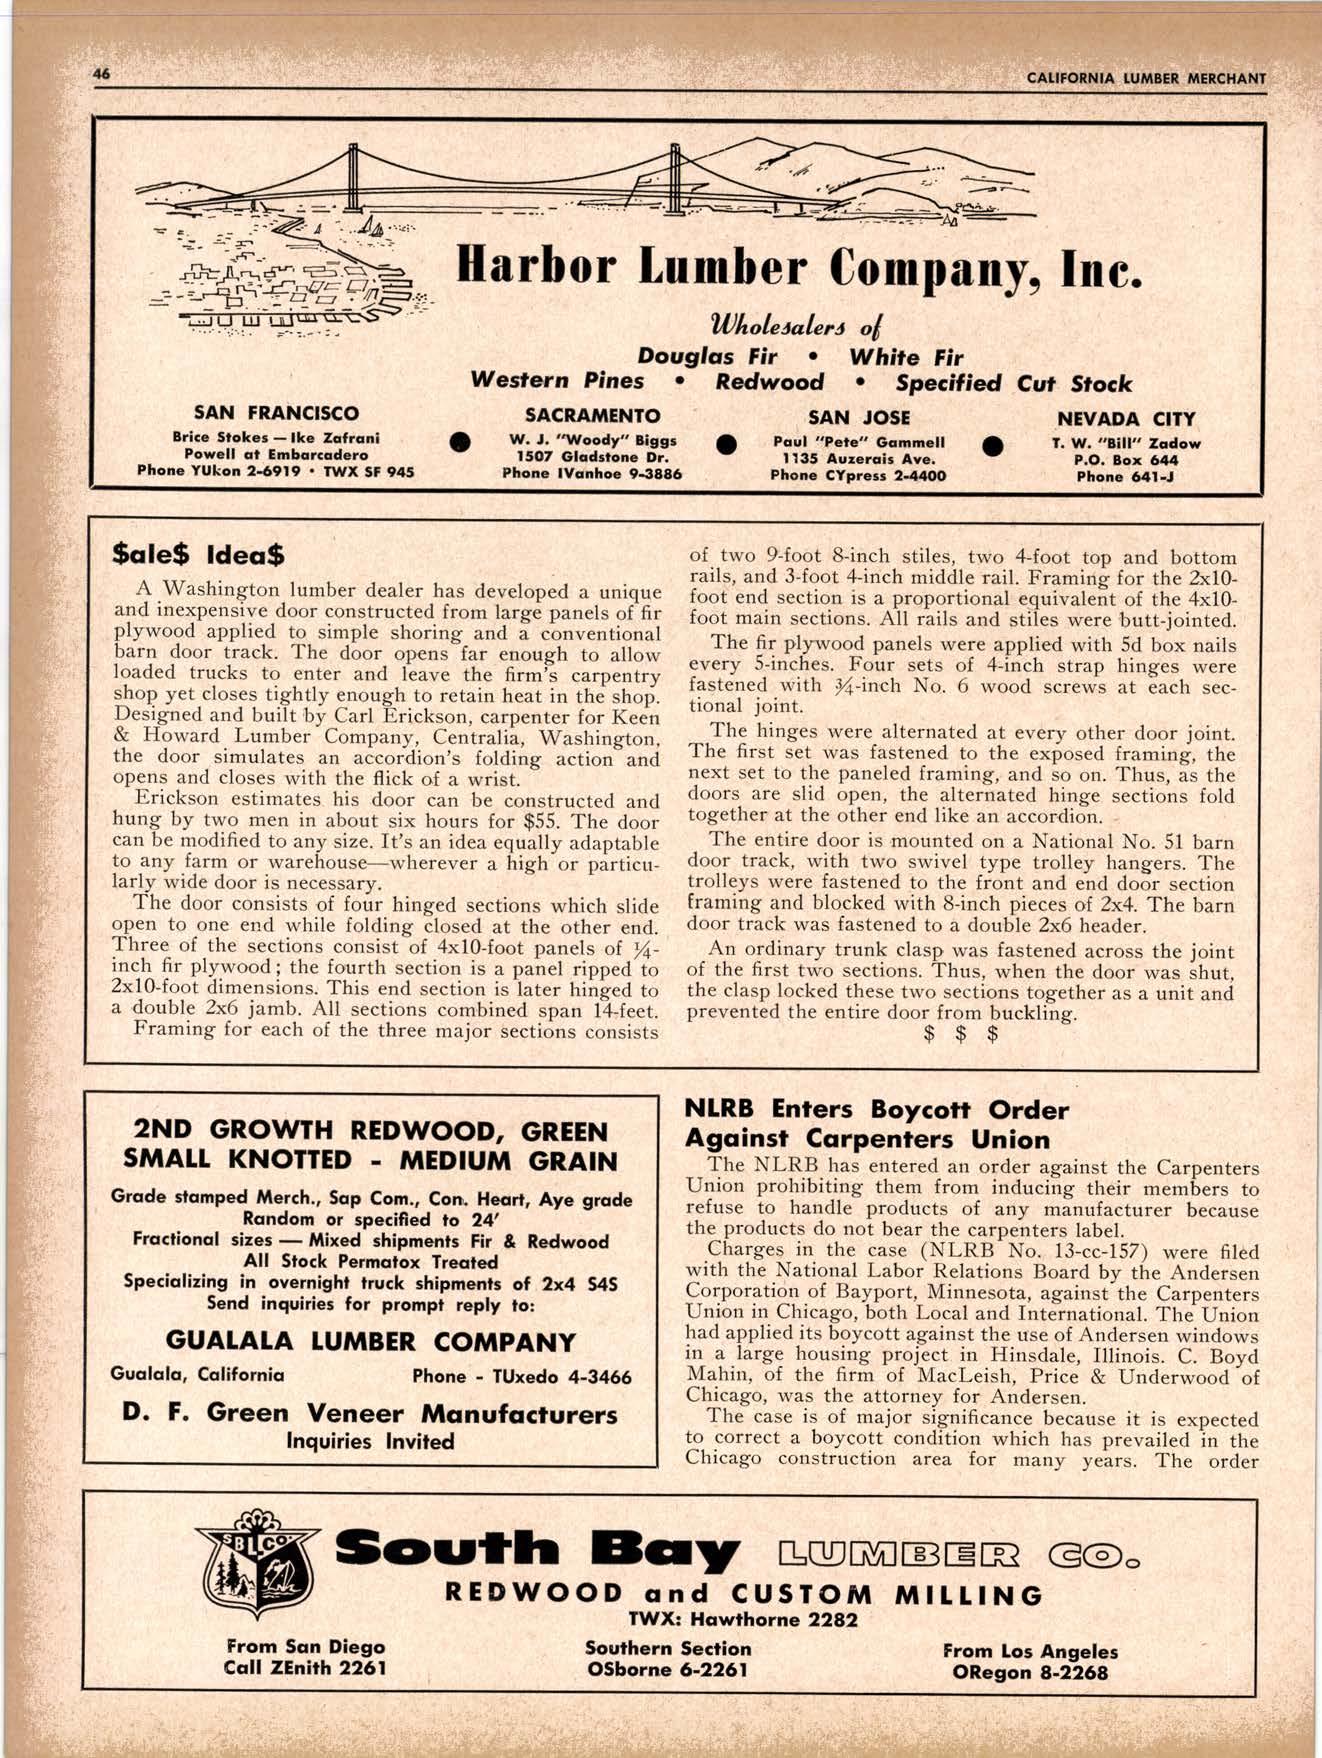 46
CALIFORNIA LUMBER MERCHANT
Harbor Lumber Company, Inc.
Wholesalers of
Douglas Fir • White Fir
Western Pines • Redwood • Specified Cut Stock
SAN FRANCISCO
Brice Stokes — Ike Zafrani
Powell at Embarcadero
Phone YUkon 2-6919 • TWX SF 945
●
SACRAMENTO
W. J. "Woody" Biggs
1507 Gladstone Dr.
Phone IVanhoe 9-3886
●
SAN JOSE
Paul "Pete" Gammell
1135 Auzerais Ave.
Phone CYpress 2-4400
●
NEVADA CITY
T. W. "Bill" Zadow
P.O. Box 644
Phone 641-J
$ale$ Idea$
A Washington lumber dealer has developed a unique
and inexpensive door constructed from large panels of fir
plywood applied to simple shoring and a conventional
barn door track. The door opens far enough to allow
loaded trucks to enter and leave the firm's carpentry
shop yet closes tightly enough to retain heat in the shop.
Designed and built by Carl Erickson, carpenter for Keen
& Howard Lumber Company, Centralia, Washington,
the door simulates an accordion's folding action and
opens and closes with the flick of a wrist.
Erickson estimates his door can be constructed and
hung by two men in about six hours for $55. The door
can be modified to any size. It's an idea equally adaptable
to any farm or warehouse—wherever a high or particu-
larly wide door is necessary.
The door consists of four hinged sections which slide
open to one end while folding closed at the other end.
Three of the sections consist of 4x10-foot panels of ¼-
inch fir plywood; the fourth section is a panel ripped to
2x10-foot dimensions. This end section is later hinged to
a double 2x6 jamb. All sections combined span 14-feet.
Framing for each of the three major sections consists
of two 9-foot 8-inch stiles, two 4-foot top and bottom
rails, and 3-foot 4-inch middle rail. Framing for the 2x10-
foot end section is a proportional equivalent of the 4x10-
foot main sections. All rails and stiles were butt-jointed.
The fir plywood panels were applied with 5d box nails
every 5-inches. Four sets of 4-inch strap hinges were
fastened with ¾-inch No. 6 wood screws at each sec-
tional joint.
The hinges were alternated at every other door joint.
The first set was fastened to the exposed framing, the
next set to the paneled framing, and so on. Thus, as the
doors are slid open, the alternated hinge sections fold
together at the other end like an accordion.
The entire door is mounted on a National No. 51 barn
door track, with two swivel type trolley hangers. The
trolleys were fastened to the front and end door section
framing and blocked with 8-inch pieces of 2x4. The barn
door track was fastened to a double 2x6 header.
An ordinary trunk clasp was fastened across the joint
of the first two sections. Thus, when the door was shut,
the clasp locked these two sections together as a unit and
prevented the entire door from buckling.
$ $ $
2ND GROWTH REDWOOD, GREEN
SMALL KNOTTED - MEDIUM GRAIN
Grade stamped Merch., Sap Com., Con. Heart, Aye grade
Random or specified to 24'
Fractional sizes — Mixed shipments Fir & Redwood
All Stock Permatox Treated
Specializing in overnight truck shipments of 2x4 S4S
Send inquiries for prompt reply to:
GUALALA LUMBER COMPANY
Gualala, California Phone - TUxedo 4-3466
D. F. Green Veneer Manufacturers
Inquiries Invited
NLRB Enters Boycott Order
Against Carpenters Union
The NLRB has entered an order against the Carpenters
Union prohibiting them from inducing their members to
refuse to handle products of any manufacturer because
the products do not bear the carpenters label.
Charges in the case (NLRB No. 13-cc-157) were filed
with the National Labor Relations Board by the Andersen
Corporation of Bayport, Minnesota, against the Carpenters
Union in Chicago, both Local and International. The Union
had applied its boycott against the use of Andersen windows
in a large housing project in Hinsdale, Illinois. C. Boyd
Mahin, of the firm of MacLeish, Price & Underwood of
Chicago, was the attorney for Andersen.
The case is of major significance because it is expected
to correct a boycott condition which has prevailed in the
Chicago construction area for many years. The order
SBLCO.
South Bay LUMBER CO.
REDWOOD and CUSTOM MILLING
TWX: Hawthorne 2282
From San Diego
Call ZEnith 2261
Southern Section
OSborne 6-2261
From Los Angeles
ORegon 8-2268